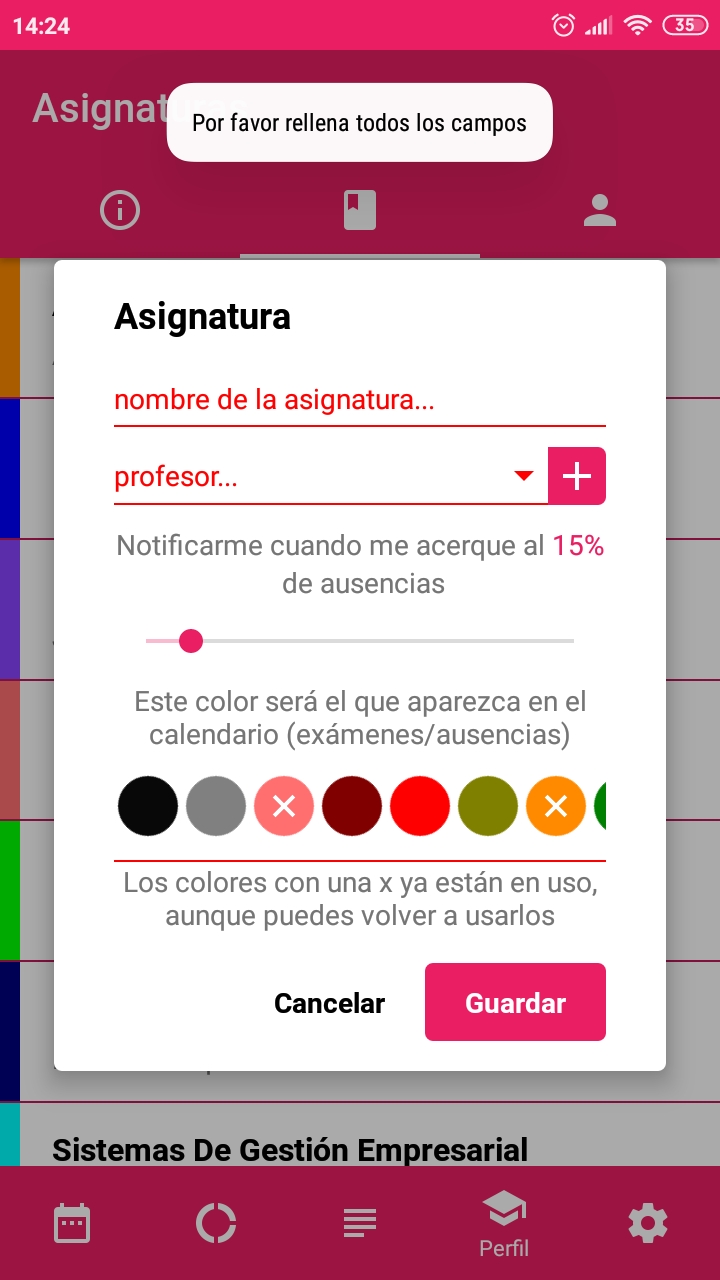 14:24
35
Asignaturas
Por favor rellena todos los campos
Asignatura
nombre de la asignatura...
profesor...
Notificarme cuando me acerque al 15%
de ausencias
Este color será el que aparezca en el
calendario (exámenes/ausencias)
Los colores con una x ya están en uso,
aunque puedes volver a usarlos
Cancelar
Guardar
Sistemas De Gestión Empresarial
Perfil